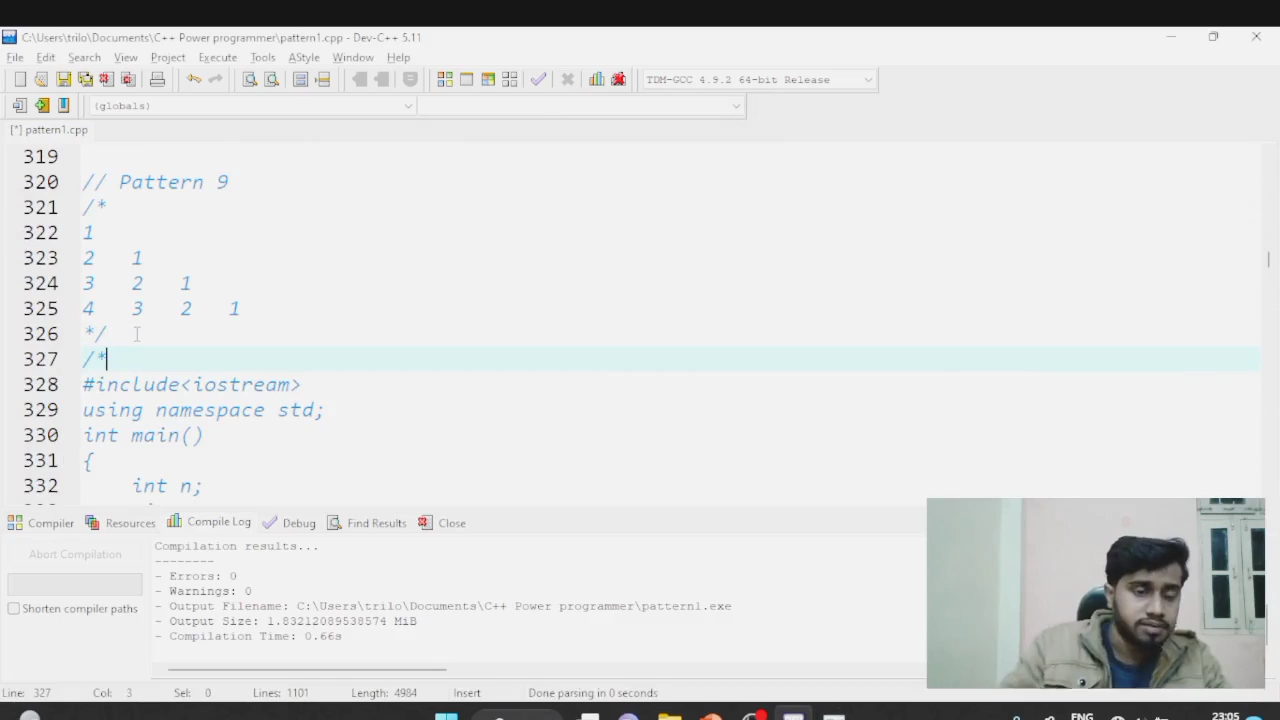 C:\Users\trilo\Documents\C++ Power programmer\pattern1.cpp - Dev-C++ 5.11
File Edit Search View Project Execute Tools AStyle Window Help
TDM-GCC 4.9.2 64-bit Release
(globals)
[*] pattern1.cpp
319
320 // Pattern 9
321 /*
322 1
323 2 1
324 3 2 1
325 4 3 2 1
326 */
327 /*
328 #include<iostream>
329 using namespace std;
330 int main()
331 {
332 int n;
Compiler Resources Compile Log Debug Find Results Close
Abort Compilation
Shorten compiler paths
Compilation results...
--------
- Errors: 0
- Warnings: 0
- Output Filename: C:\Users\trilo\Documents\C++ Power programmer\pattern1.exe
- Output Size: 1.83212089538574 MiB
- Compilation Time: 0.66s
Line: 327 Col: 3 Sel: 0 Lines: 1101 Length: 4984 Insert Done parsing in 0 seconds
ENG 23:05